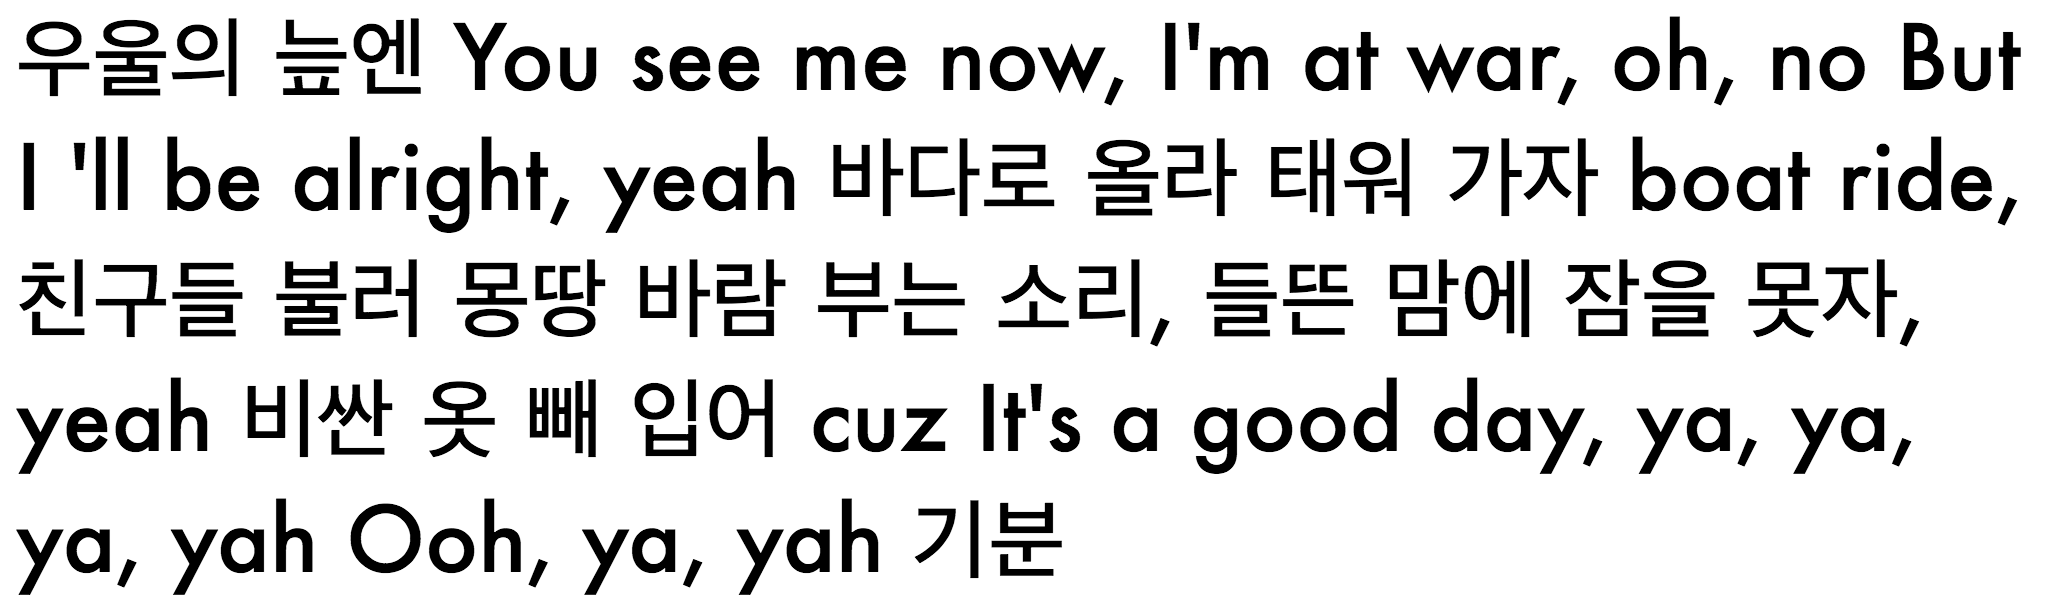 우울의 늪엔 You see me now, I'm at war, oh, no But
I 'll be alright, yeah 바다로 올라 태워 가자 boat ride,
친구들 불러 몽땅 바람 부는 소리, 들뜬 맘에 잠을 못자,
yeah 비싼 옷 빼 입어 cuz It's a good day, ya, ya,
ya, yah Ooh, ya, yah 기분